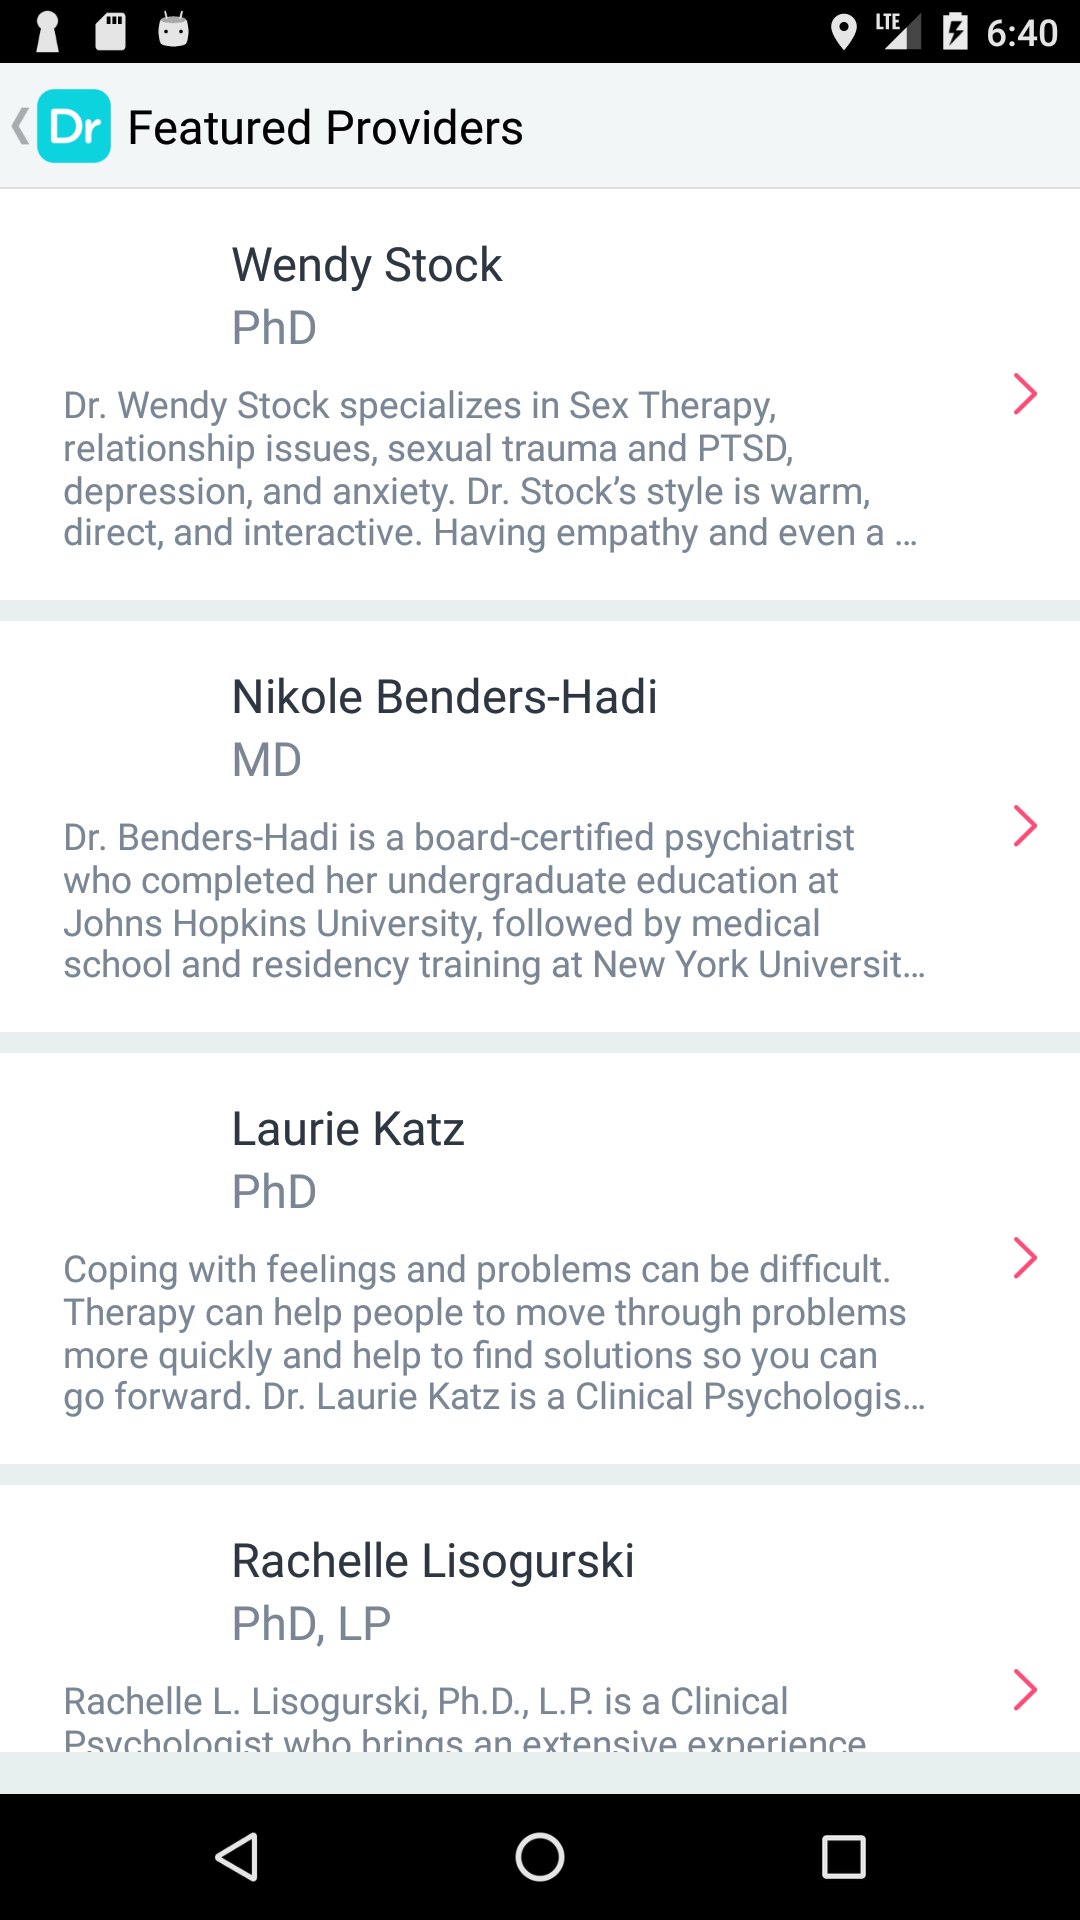 LTE 6:40
Dr Featured Providers
Wendy Stock
PhD
Dr. Wendy Stock specializes in Sex Therapy,
relationship issues, sexual trauma and PTSD,
depression, and anxiety. Dr. Stock’s style is warm,
direct, and interactive. Having empathy and even a ...
Nikole Benders-Hadi
MD
Dr. Benders-Hadi is a board-certified psychiatrist
who completed her undergraduate education at
Johns Hopkins University, followed by medical
school and residency training at New York Universit...
Laurie Katz
PhD
Coping with feelings and problems can be difficult.
Therapy can help people to move through problems
more quickly and help to find solutions so you can
go forward. Dr. Laurie Katz is a Clinical Psychologis...
Rachelle Lisogurski
PhD, LP
Rachelle L. Lisogurski, Ph.D., L.P. is a Clinical
Psychologist who brings an extensive experience